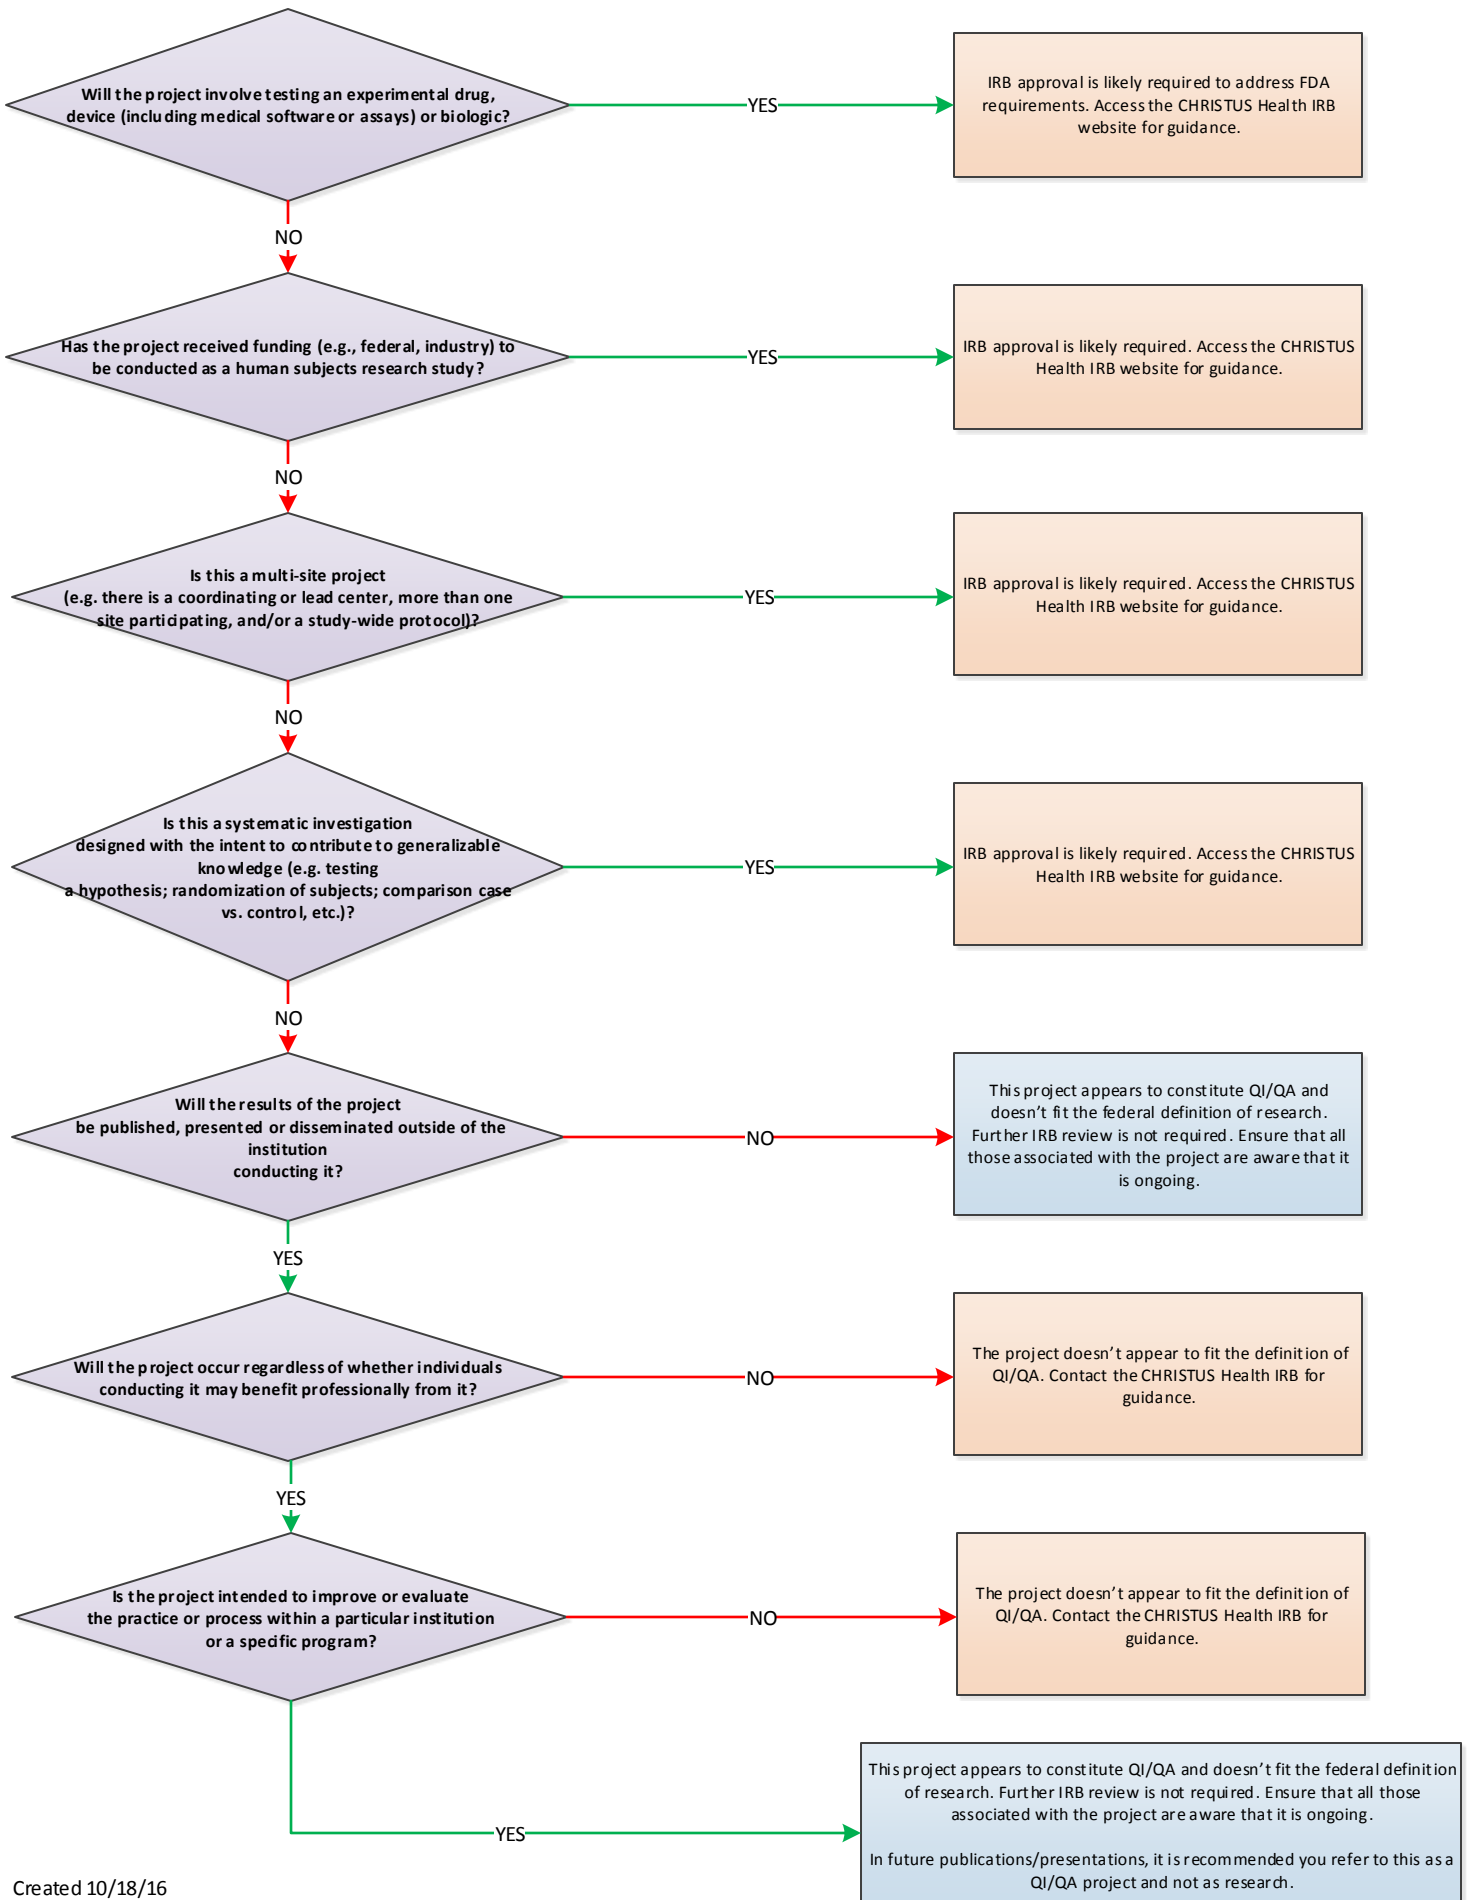 Will the project involve testing an experimental drug,
device (including medical software or assays) or biologic?
YES
IRB approval is likely required to address FDA
requirements. Access the CHRISTUS Health IRB
website for guidance.
NO
Has the project received funding (e.g., federal, industry) to
be conducted as a human subjects research study?
YES
IRB approval is likely required. Access the CHRISTUS
Health IRB website for guidance.
NO
Is this a multi-site project
(e.g. there is a coordinating or lead center, more than one
site participating, and/or a study-wide protocol)?
YES
IRB approval is likely required. Access the CHRISTUS
Health IRB website for guidance.
NO
Is this a systematic investigation
designed with the intent to contribute to generalizable
knowledge (e.g. testing
a hypothesis; randomization of subjects; comparison case
vs. control, etc.)?
YES
IRB approval is likely required. Access the CHRISTUS
Health IRB website for guidance.
NO
Will the results of the project
be published, presented or disseminated outside of the
institution
conducting it?
NO
This project appears to constitute QI/QA and
doesn't fit the federal definition of research.
Further IRB review is not required. Ensure that all
those associated with the project are aware that it
is ongoing.
YES
Will the project occur regardless of whether individuals
conducting it may benefit professionally from it?
NO
The project doesn't appear to fit the definition of
QI/QA. Contact the CHRISTUS Health IRB for
guidance.
YES
Is the project intended to improve or evaluate
the practice or process within a particular institution
or a specific program?
NO
The project doesn't appear to fit the definition of
QI/QA. Contact the CHRISTUS Health IRB for
guidance.
YES
This project appears to constitute QI/QA and doesn't fit the federal definition
of research. Further IRB review is not required. Ensure that all those
associated with the project are aware that it is ongoing.
In future publications/presentations, it is recommended you refer to this as a
QI/QA project and not as research.
Created 10/18/16